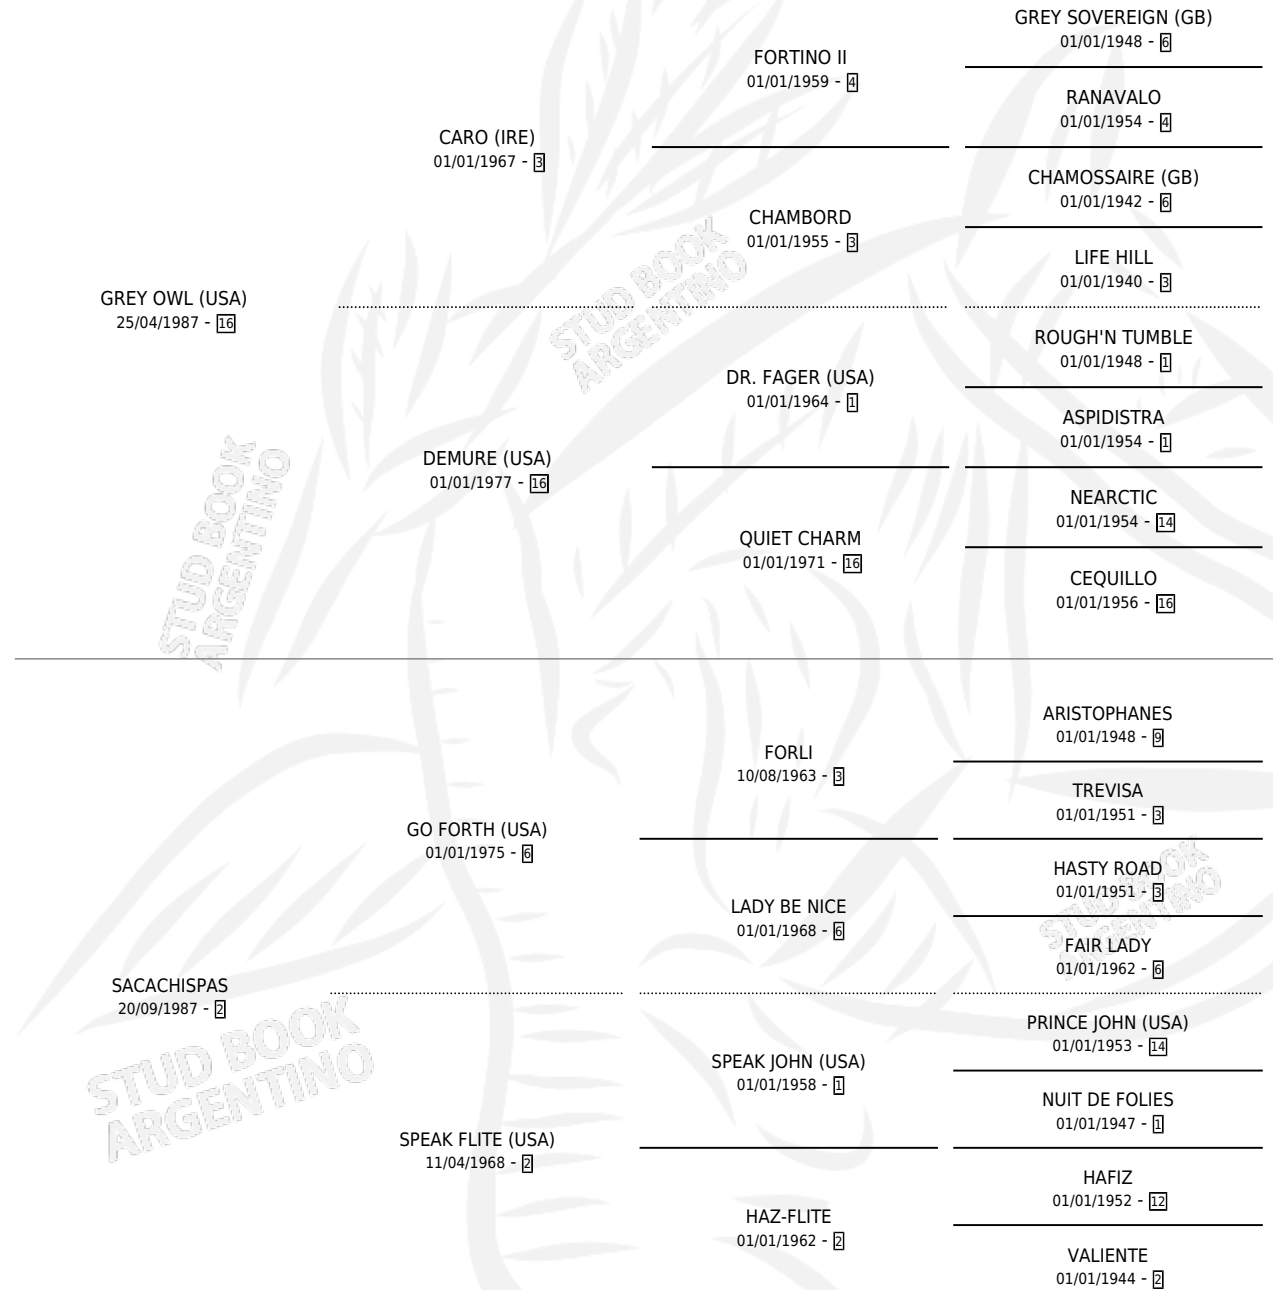 GREY SOVEREIGN (GB)
01/01/1948 - 6
FORTINO II
01/01/1959 - 4
RANAVALO
01/01/1954 - 4
CARO (IRE)
01/01/1967 - 3
CHAMOSSAIRE (GB)
01/01/1942 - 6
CHAMBORD
01/01/1955 - 3
LIFE HILL
01/01/1940 - 3
GREY OWL (USA)
25/04/1987 - 16
ROUGH'N TUMBLE
01/01/1948 - 1
DR. FAGER (USA)
01/01/1964 - 1
ASPIDISTRA
01/01/1954 - 1
DEMURE (USA)
01/01/1977 - 16
NEARCTIC
01/01/1954 - 14
QUIET CHARM
01/01/1971 - 16
CEQUILLO
01/01/1956 - 16
ARISTOPHANES
01/01/1948 - 9
FORLI
10/08/1963 - 3
TREVISA
01/01/1951 - 3
GO FORTH (USA)
01/01/1975 - 6
HASTY ROAD
01/01/1951 - 3
LADY BE NICE
01/01/1968 - 6
FAIR LADY
01/01/1962 - 6
SACACHISPAS
20/09/1987 - 2
PRINCE JOHN (USA)
01/01/1953 - 14
SPEAK JOHN (USA)
01/01/1958 - 1
NUIT DE FOLIES
01/01/1947 - 1
SPEAK FLITE (USA)
11/04/1968 - 2
HAFIZ
01/01/1952 - 12
HAZ-FLITE
01/01/1962 - 2
VALIENTE
01/01/1944 - 2
STUD BOOK
ARGENTINO
STUD BOOK
ARGENTINO
STUD BOOK
ARGENTINO
STUD BOOK
ARGENTINO